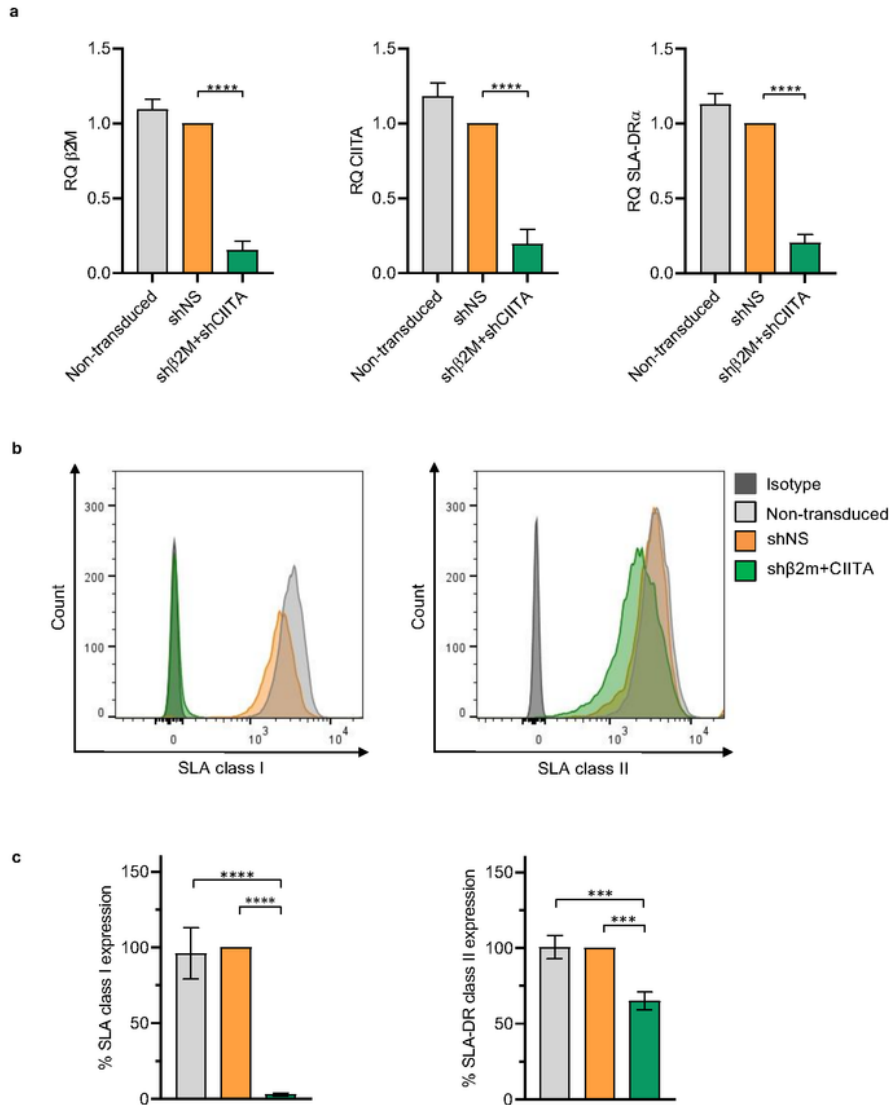 a
RQ β2M
1.5
1.0
0.5
0.0
****
Non-transduced
shNS
shβ2M+shCIITA
RQ CIITA
1.5
1.0
0.5
0.0
****
Non-transduced
shNS
shβ2M+shCIITA
RQ SLA-DRα
1.5
1.0
0.5
0.0
****
Non-transduced
shNS
shβ2M+shCIITA
b
Count
300
200
100
0
0 10³ 10⁴
SLA class I
Count
300
200
100
0
0 10³ 10⁴
SLA class II
Isotype
Non-transduced
shNS
shβ2m+CIITA
c
% SLA class I expression
150
100
50
0
****
****
% SLA-DR class II expression
150
100
50
0
***
***